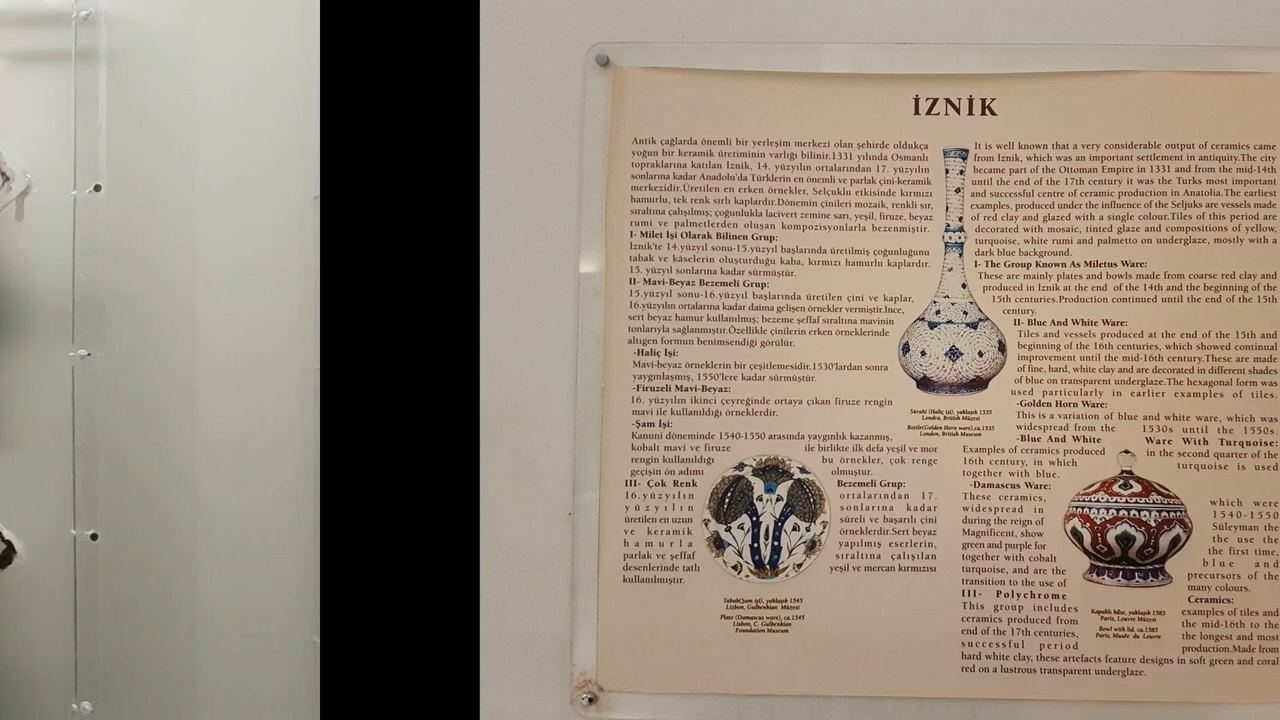 İZNİK
Antik çağlarda önemli bir yerleşim merkezi olan şehirde oldukça
yoğun bir keramik üretiminin varlığı bilinir.1331 yılında Osmanlı
topraklarına katılan İznik, 14. yüzyılın ortalarından 17. yüzyılın
sonlarına kadar Anadolu'da Türklerin en önemli ve parlak çini-keramik
merkezidir.Üretilen en erken örnekler, Selçuklu etkisinde kırmızı
hamurlu, tek renk sırlı kaplardır.Dönemin çinileri mozaik, renkli sır,
sıraltına çalışılmış; çoğunlukla lacivert zemine sarı, yeşil, firuze, beyaz
rumi ve palmetlerden oluşan kompozisyonlarla bezenmiştir.
I- Milet İşi Olarak Bilinen Grup:
İznik'te 14.yüzyıl sonu-15.yüzyıl başlarında üretilmiş çoğunluğunu
tabak ve kâselerin oluşturduğu kaba, kırmızı hamurlu kaplardır.
15. yüzyıl sonlarına kadar sürmüştür.
II- Mavi-Beyaz Bezemeli Grup:
15.yüzyıl sonu-16.yüzyıl başlarında üretilen çini ve kaplar,
16.yüzyılın ortalarına kadar daima gelişen örnekler vermiştir.İnce,
sert beyaz hamur kullanılmış; bezeme şeffaf sıraltına mavinin
tonlarıyla sağlanmıştır.Özellikle çinilerin erken örneklerinde
altıgen formun benimsendiği görülür.
-Haliç İşi:
Mavi-beyaz örneklerin bir çeşitlemesidir.1530'lardan sonra
yaygınlaşmış, 1550'lere kadar sürmüştür.
-Firuzeli Mavi-Beyaz:
16. yüzyılın ikinci çeyreğinde ortaya çıkan firuze rengin
mavi ile kullanıldığı örneklerdir.
-Şam İşi:
Kanuni döneminde 1540-1550 arasında yaygınlık kazanmış,
kobalt mavi ve firuze ile birlikte ilk defa yeşil ve mor
rengin kullanıldığı bu örnekler, çok renge
geçişin ön adımı olmuştur.
III- Çok Renk Bezemeli Grup:
16.yüzyılın ortalarından 17.
yüzyılın sonlarına kadar
üretilen en uzun süreli ve başarılı çini
ve keramik örneklerdir.Sert beyaz
hamurla yapılmış eserlerin,
parlak ve şeffaf sıraltına çalışılan
desenlerinde tatlı yeşil ve mercan kırmızısı
kullanılmıştır.
Tabak(Şam işi), yaklaşık 1545
Lizbon, Gulbenkian Müzesi
Plate (Damascus ware), ca.1545
Lisbon, C. Gulbenkian
Foundation Museum
Sürahi (Haliç işi), yaklaşık 1535
Londra, British Müzesi
Bottle(Golden Horn ware),ca.1535
London, British Museum
It is well known that a very considerable output of ceramics came
from Iznik, which was an important settlement in antiquity.The city
became part of the Ottoman Empire in 1331 and from the mid-14th
until the end of the 17th century it was the Turks most important
and successful centre of ceramic production in Anatolia.The earliest
examples, produced under the influence of the Seljuks are vessels made
of red clay and glazed with a single colour.Tiles of this period are
decorated with mosaic, tinted glaze and compositions of yellow,
turquoise, white rumi and palmetto on underglaze, mostly with a
dark blue background.
I- The Group Known As Miletus Ware:
These are mainly plates and bowls made from coarse red clay and
produced in Iznik at the end of the 14th and the beginning of the
15th centuries.Production continued until the end of the 15th
century.
II- Blue And White Ware:
Tiles and vessels produced at the end of the 15th and
beginning of the 16th centuries, which showed continual
improvement until the mid-16th century.These are made
of fine, hard, white clay and are decorated in different shades
of blue on transparent underglaze.The hexagonal form was
used particularly in earlier examples of tiles.
-Golden Horn Ware:
This is a variation of blue and white ware, which was
widespread from the 1530s until the 1550s.
-Blue And White Ware With Turquoise:
Examples of ceramics produced in the second quarter of the
16th century, in which turquoise is used
together with blue.
-Damascus Ware:
These ceramics, which were
widespread in 1540-1550
during the reign of Süleyman the
Magnificent, show the use the
green and purple for the first time,
together with cobalt blue and
turquoise, and are the precursors of the
transition to the use of many colours.
III- Polychrome Ceramics:
This group includes examples of tiles and
ceramics produced from the mid-16th to the
end of the 17th centuries, the longest and most
successful period production.Made from
hard white clay, these artefacts feature designs in soft green and coral
red on a lustrous transparent underglaze.
Kapaklı kâse, yaklaşık 1585
Paris, Louvre Müzesi
Bowl with lid, ca.1585
Paris, Musée du Louvre